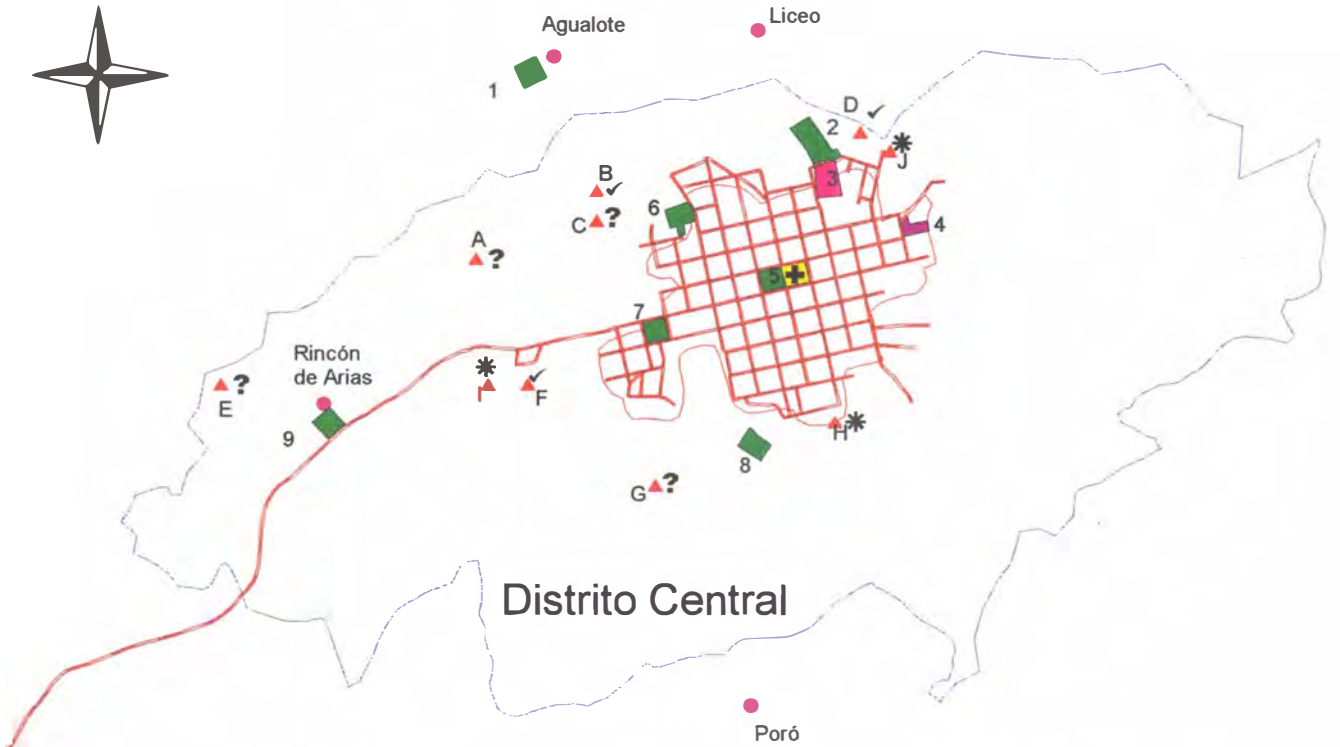 Agualote
Liceo
1
D ✓
2
*
J
B ✓
3
C ?
6
4
A ?
5
7
Rincón
de Arias
*
I
✓
F
E ?
9
H *
8
G ?
Distrito Central
Poró